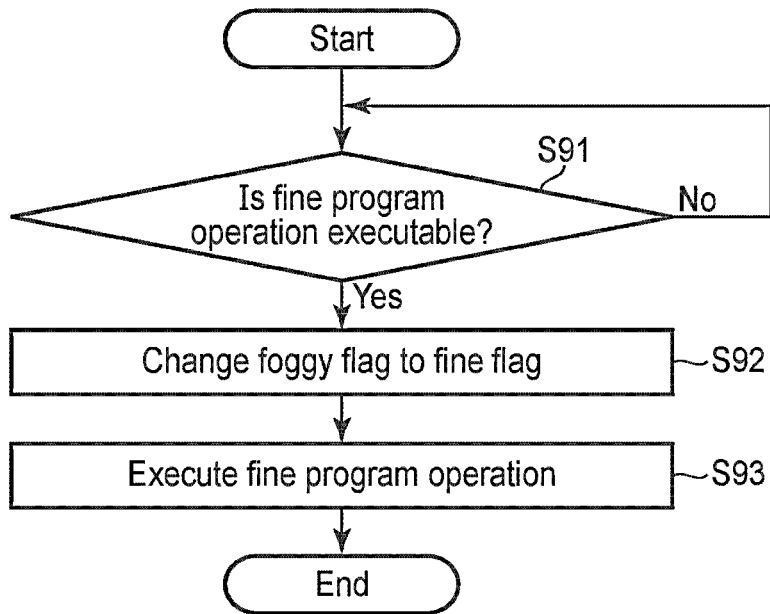 Start
S91
Is fine program
operation executable?
No
Yes
Change foggy flag to fine flag
S92
Execute fine program operation
S93
End